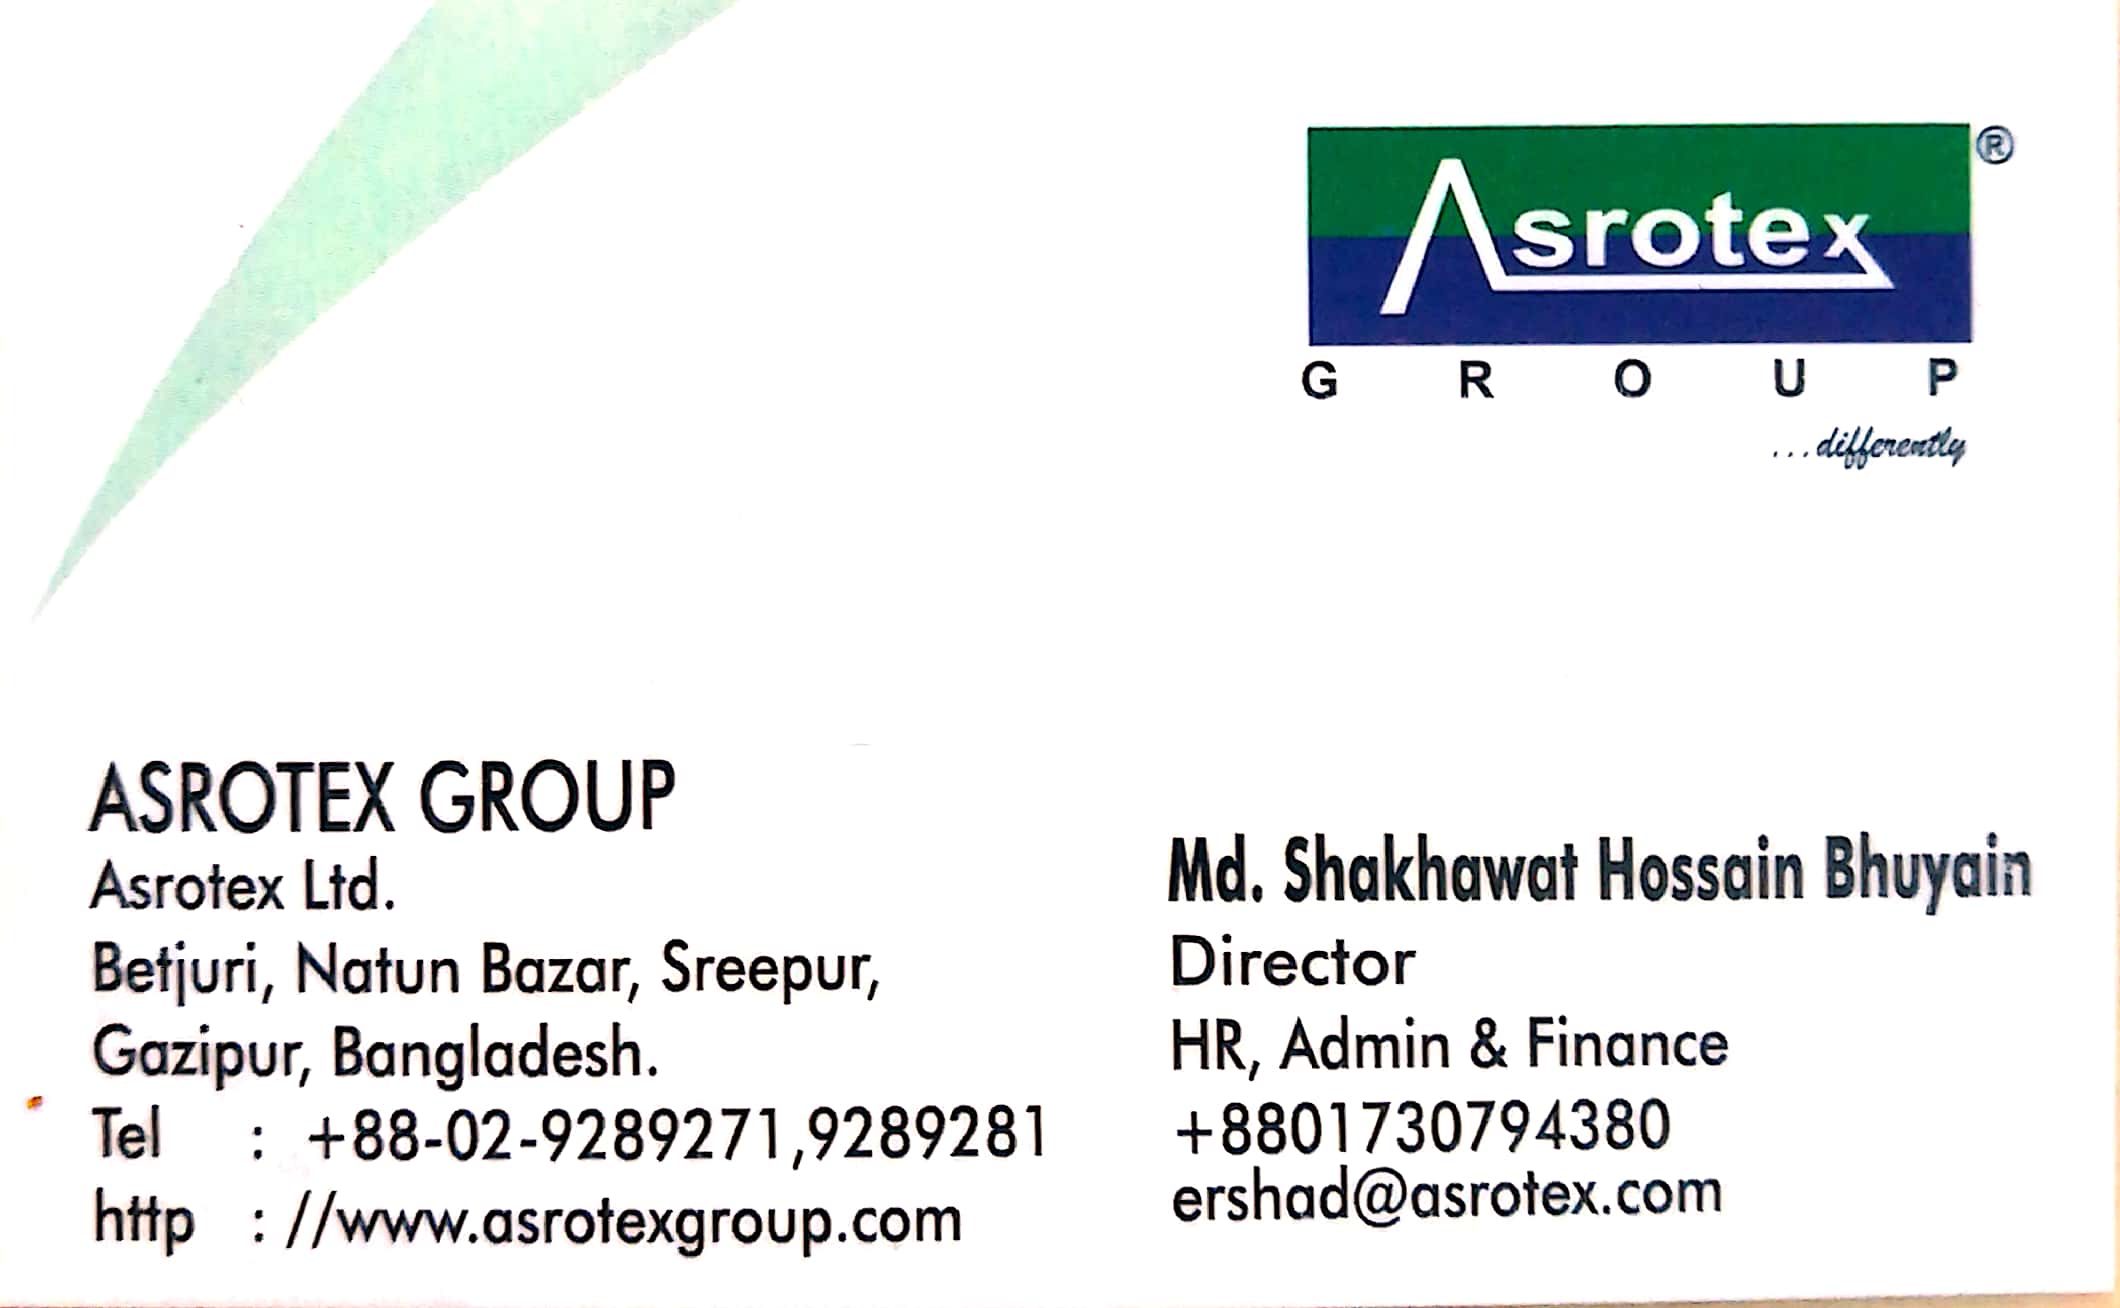 Asrotex ®
G R O U P
...differently
ASROTEX GROUP
Asrotex Ltd.
Betjuri, Natun Bazar, Sreepur,
Gazipur, Bangladesh.
Tel : +88-02-9289271,9289281
http : //www.asrotexgroup.com
Md. Shakhawat Hossain Bhuyain
Director
HR, Admin & Finance
+8801730794380
ershad@asrotex.com